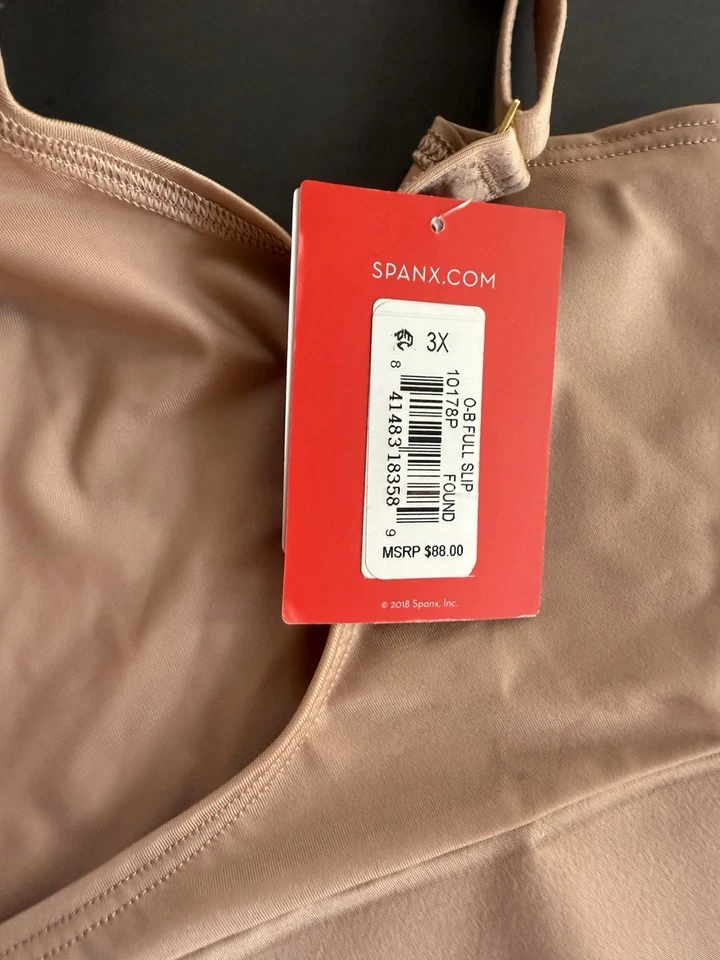 SPANX.COM
3X
O-B FULL SLIP
10178P FOUND
8 41483 18358 9
MSRP $88.00
© 2018 Spanx, Inc.